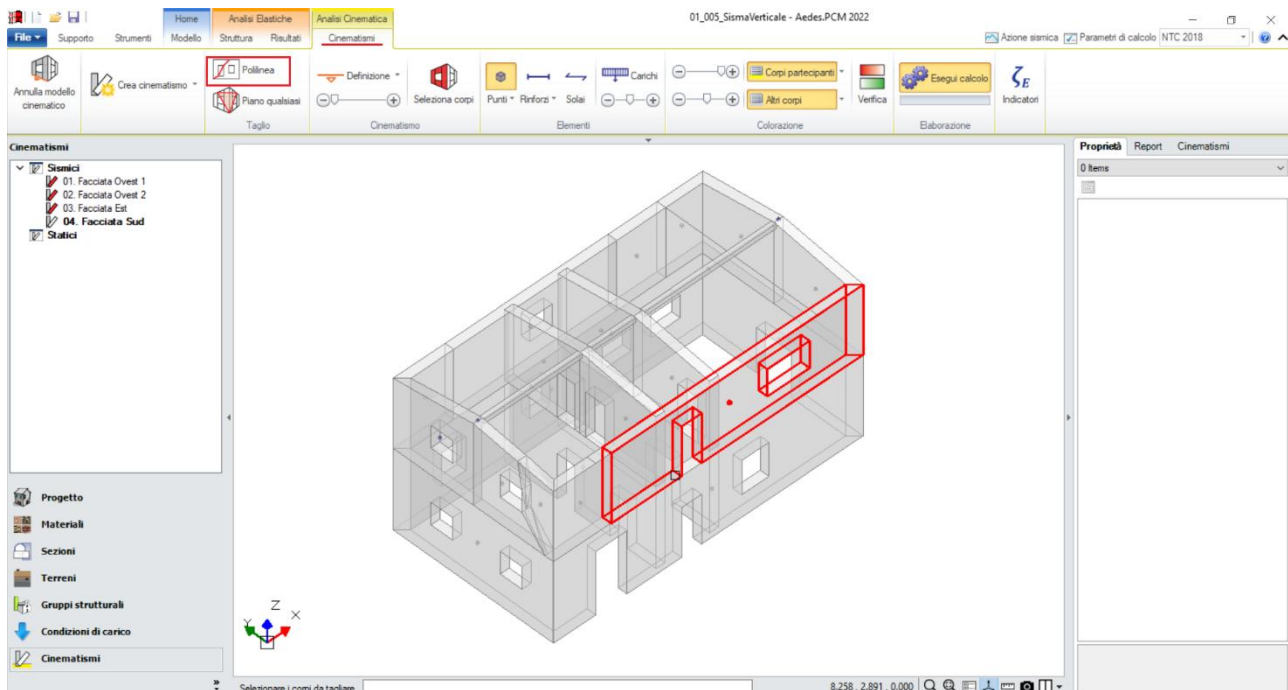 01_005_SismaVerticale - Aedes.PCM 2022
File
Home
Analisi Elastiche
Analisi Cinematica
Supporto
Strumenti
Modello
Struttura
Risultati
Cinematismi
Azione sismica
Parametri di calcolo
NTC 2018
Annulla modello
cinematico
Crea cinematismo
Polilinea
Piano qualsiasi
Taglio
Definizione
Seleziona corpi
Cinematismo
Punti
Rinforzi
Solai
Carichi
Elementi
Corpi partecipanti
Altri corpi
Colorazione
Verifica
Esegui calcolo
Elaborazione
ζE
Indicatori
Cinematismi
Sismici
01. Facciata Ovest 1
02. Facciata Ovest 2
03. Facciata Est
04. Facciata Sud
Statici
Progetto
Materiali
Sezioni
Terreni
Gruppi strutturali
Condizioni di carico
Cinematismi
Z
X
Y
Proprietà
Report
Cinematismi
0 Items
Selezionare i corpi da tagliare
8.258 , 2.891 , 0.000